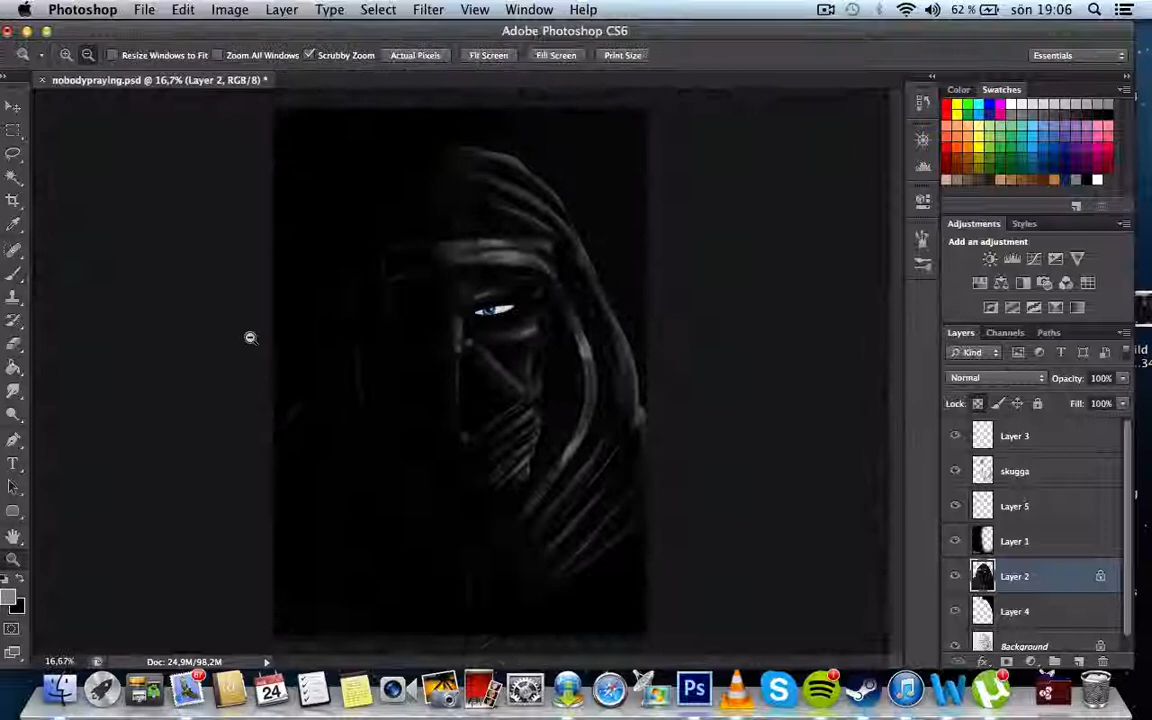 Photoshop File Edit Image Layer Type Select Filter View Window Help 62 % sön 19:06
Adobe Photoshop CS6
Resize Windows to Fit Zoom All Windows Scrubby Zoom Actual Pixels Fit Screen Fill Screen Print Size Essentials
nobodypraying.psd @ 16,7% (Layer 2, RGB/8) *
Color Swatches
Adjustments Styles
Add an adjustment
Layers Channels Paths
Kind
Normal Opacity: 100%
Lock: Fill: 100%
Layer 3
skugga
Layer 5
Layer 1
Layer 2
Layer 4
Background
16,67% Doc: 24,9M/98,2M
24
Ps